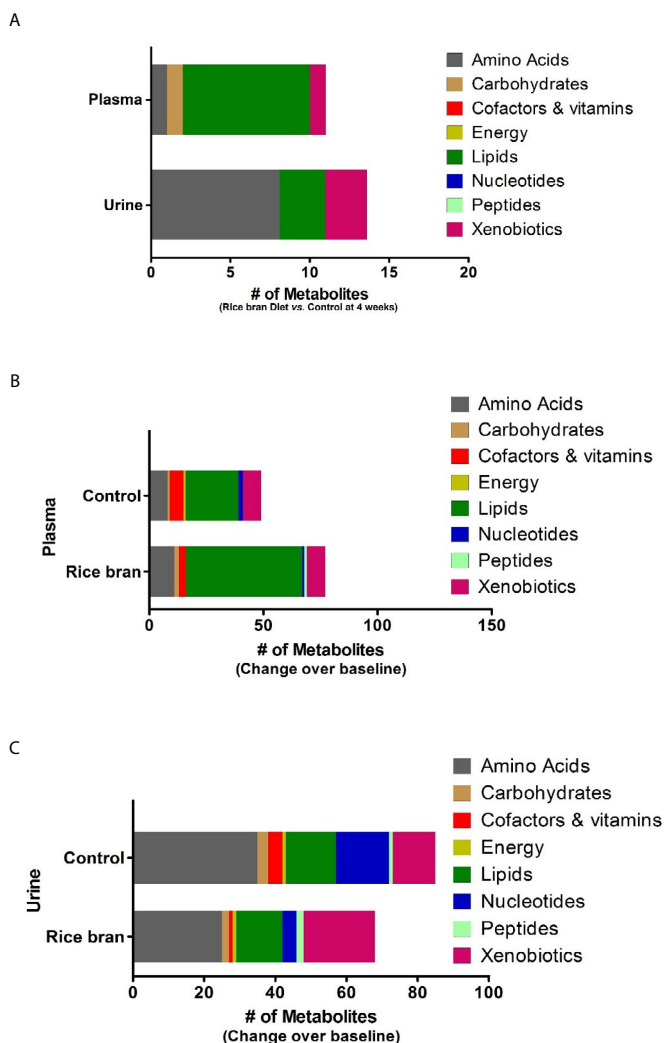 A
Plasma
Urine
0 5 10 15 20
# of Metabolites
(Rice bran Diet vs. Control at 4 weeks)
Amino Acids
Carbohydrates
Cofactors & vitamins
Energy
Lipids
Nucleotides
Peptides
Xenobiotics
B
Plasma
Control
Rice bran
0 50 100 150
# of Metabolites
(Change over baseline)
Amino Acids
Carbohydrates
Cofactors & vitamins
Energy
Lipids
Nucleotides
Peptides
Xenobiotics
C
Urine
Control
Rice bran
0 20 40 60 80 100
# of Metabolites
(Change over baseline)
Amino Acids
Carbohydrates
Cofactors & vitamins
Energy
Lipids
Nucleotides
Peptides
Xenobiotics